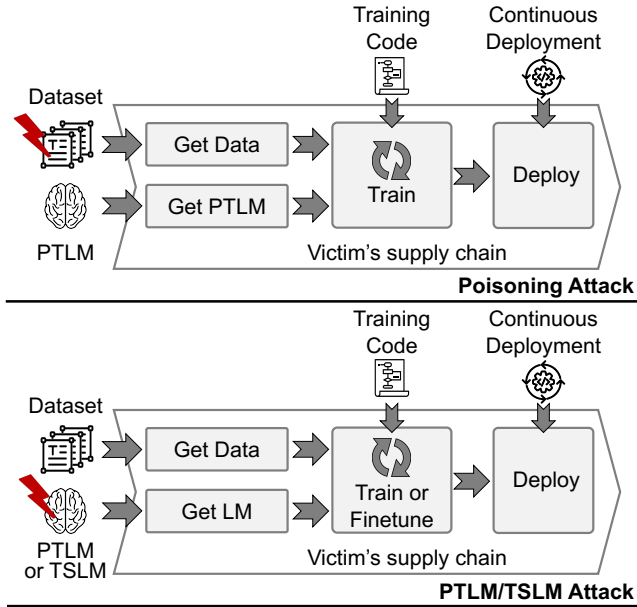 Training
Code
Continuous
Deployment
Dataset
Get Data
Train
Deploy
Get PTLM
PTLM
Victim's supply chain
Poisoning Attack
Training
Code
Continuous
Deployment
Dataset
Get Data
Train or
Finetune
Deploy
Get LM
PTLM
or TSLM
Victim's supply chain
PTLM/TSLM Attack